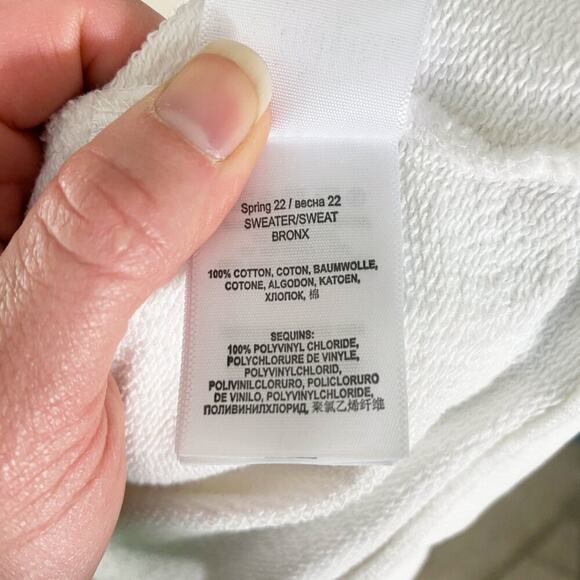 Spring 22 / весна 22
SWEATER/SWEAT
BRONX
100% COTTON, COTON, BAUMWOLLE,
COTONE, ALGODON, KATOEN,
ХЛОПОК, 棉
SEQUINS:
100% POLYVINYL CHLORIDE,
POLYCHLORURE DE VINYLE,
POLYVINYLCHLORID,
POLIVINILCLORURO, POLICLORURO
DE VINILO, POLYVINYLCHLORIDE,
ПОЛИВИНИЛХЛОРИД, 聚氯乙烯纤维